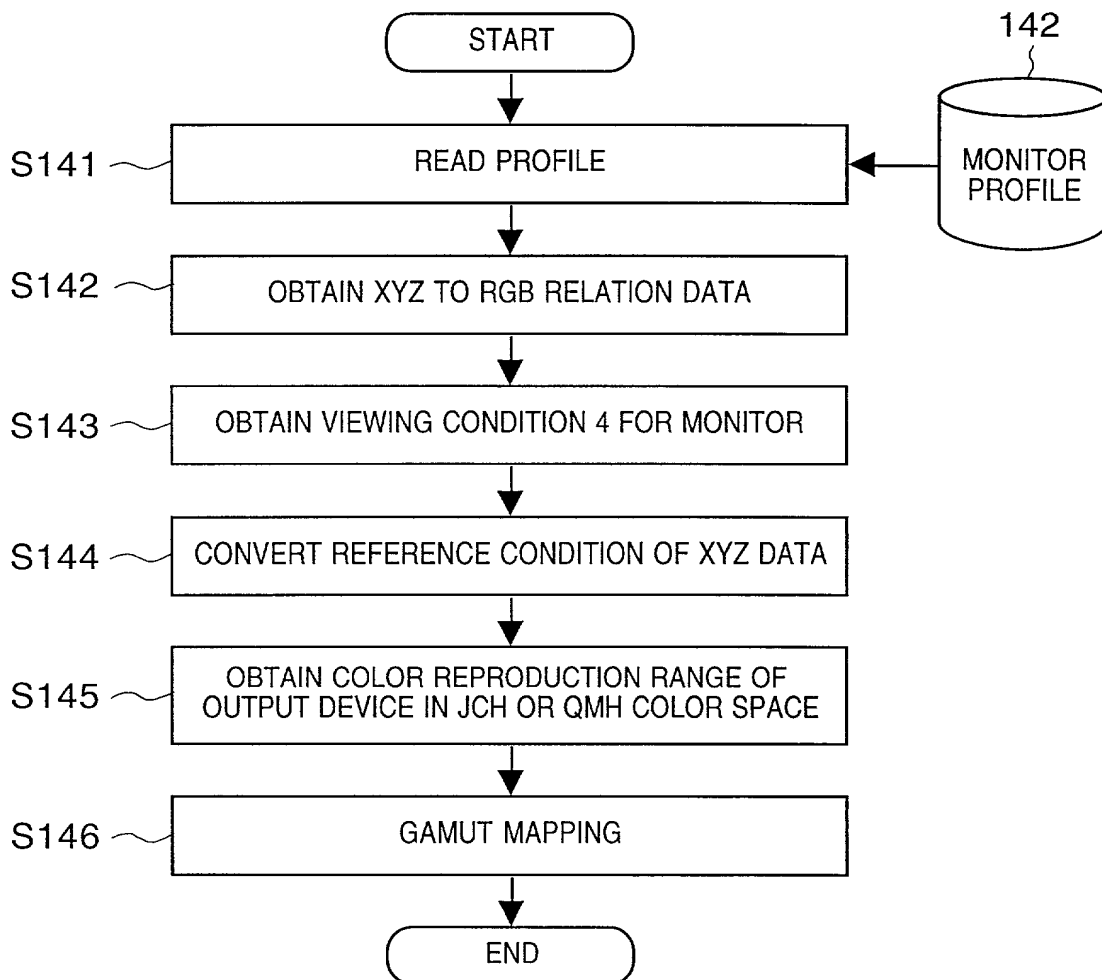 START
142
MONITOR
PROFILE
S141
READ PROFILE
S142
OBTAIN XYZ TO RGB RELATION DATA
S143
OBTAIN VIEWING CONDITION 4 FOR MONITOR
S144
CONVERT REFERENCE CONDITION OF XYZ DATA
S145
OBTAIN COLOR REPRODUCTION RANGE OF
OUTPUT DEVICE IN JCH OR QMH COLOR SPACE
S146
GAMUT MAPPING
END